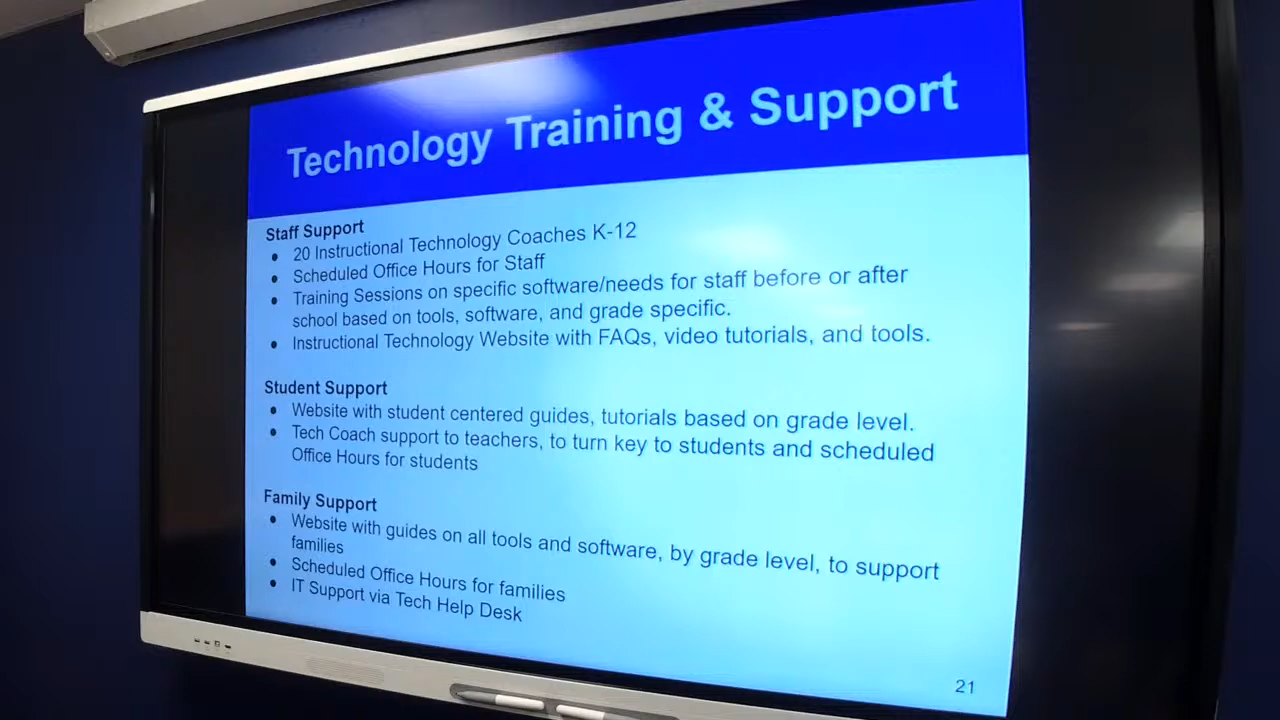 Technology Training & Support
Staff Support
● 20 Instructional Technology Coaches K-12
● Scheduled Office Hours for Staff
● Training Sessions on specific software/needs for staff before or after
school based on tools, software, and grade specific.
● Instructional Technology Website with FAQs, video tutorials, and tools.
Student Support
● Website with student centered guides, tutorials based on grade level.
● Tech Coach support to teachers, to turn key to students and scheduled
Office Hours for students
Family Support
● Website with guides on all tools and software, by grade level, to support
families
● Scheduled Office Hours for families
● IT Support via Tech Help Desk
21